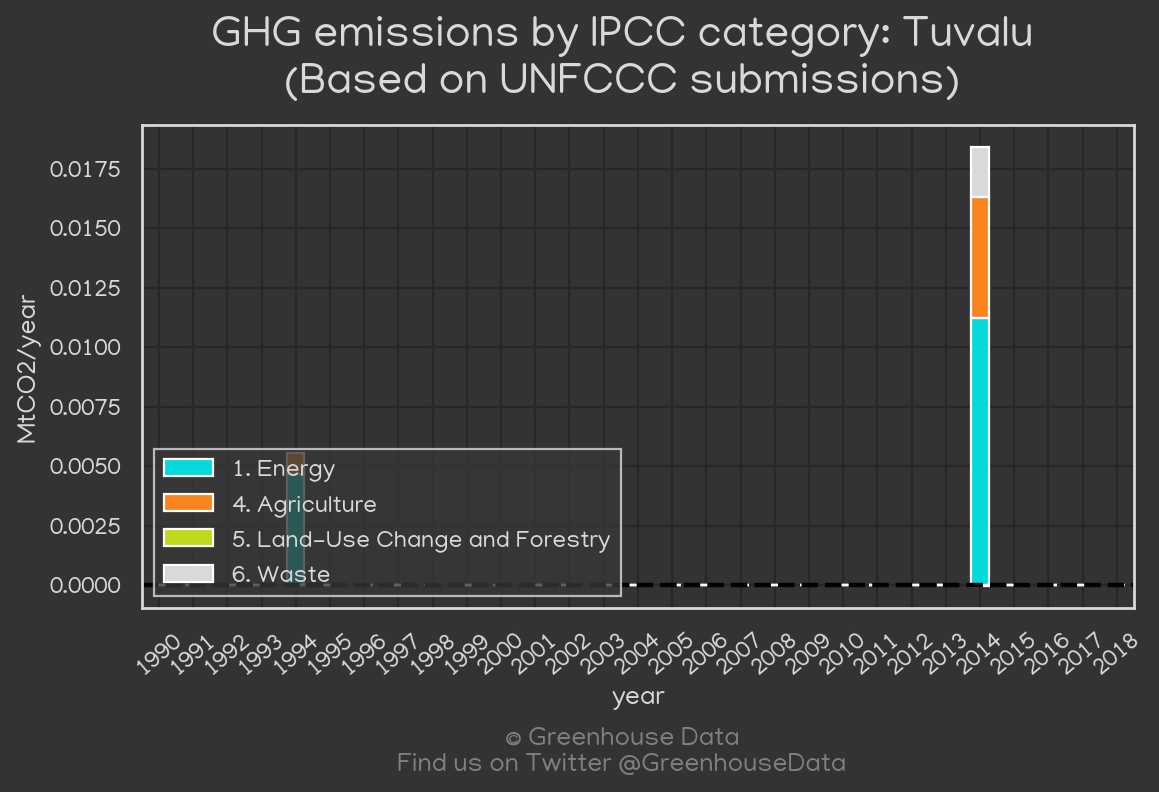 GHG emissions by IPCC category: Tuvalu
(Based on UNFCCC submissions)
MtCO2/year
0.0175
0.0150
0.0125
0.0100
0.0075
0.0050
0.0025
0.0000
1. Energy
4. Agriculture
5. Land-Use Change and Forestry
6. Waste
1990 1991 1992 1993 1994 1995 1996 1997 1998 1999 2000 2001 2002 2003 2004 2005 2006 2007 2008 2009 2010 2011 2012 2013 2014 2015 2016 2017 2018
year
© Greenhouse Data
Find us on Twitter @GreenhouseData